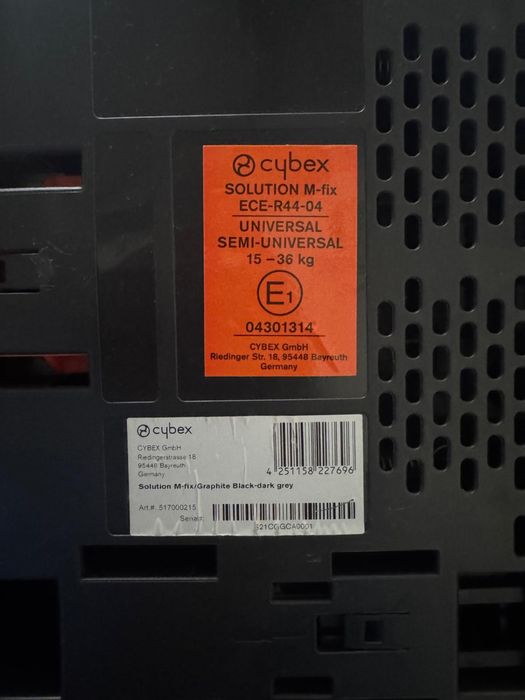 cybex
SOLUTION M-fix
ECE-R44-04
UNIVERSAL
SEMI-UNIVERSAL
15 – 36 kg
E1
04301314
CYBEX GmbH
Riedinger Str. 18, 95448 Bayreuth
Germany
cybex
CYBEX GmbH
Riedingerstrasse 18
95448 Bayreuth
Germany
4 251158 227696
Solution M-fix/Graphite Black-dark grey
Art.#: 517000215
Serial#: